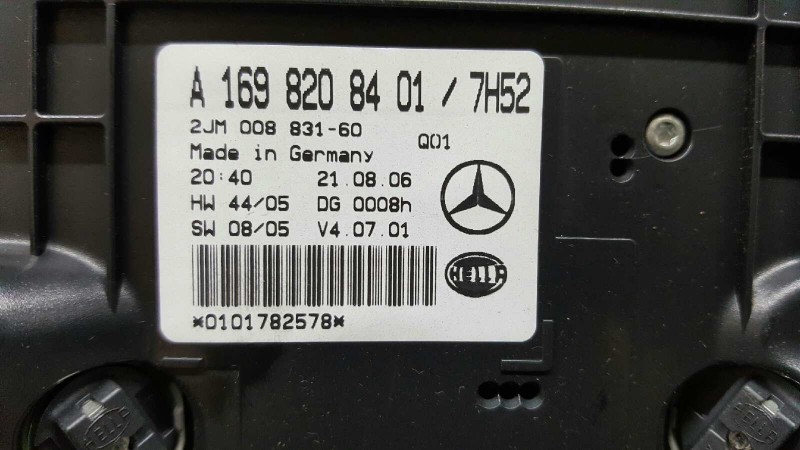 A 169 820 84 01 / 7H52
2JM 008 831-60
Q01
Made in Germany
20:40 21.08.06
HW 44/05 DG 0008h
SW 08/05 V4.07.01
HELLA
*0101782578*
HELLA
HELLA